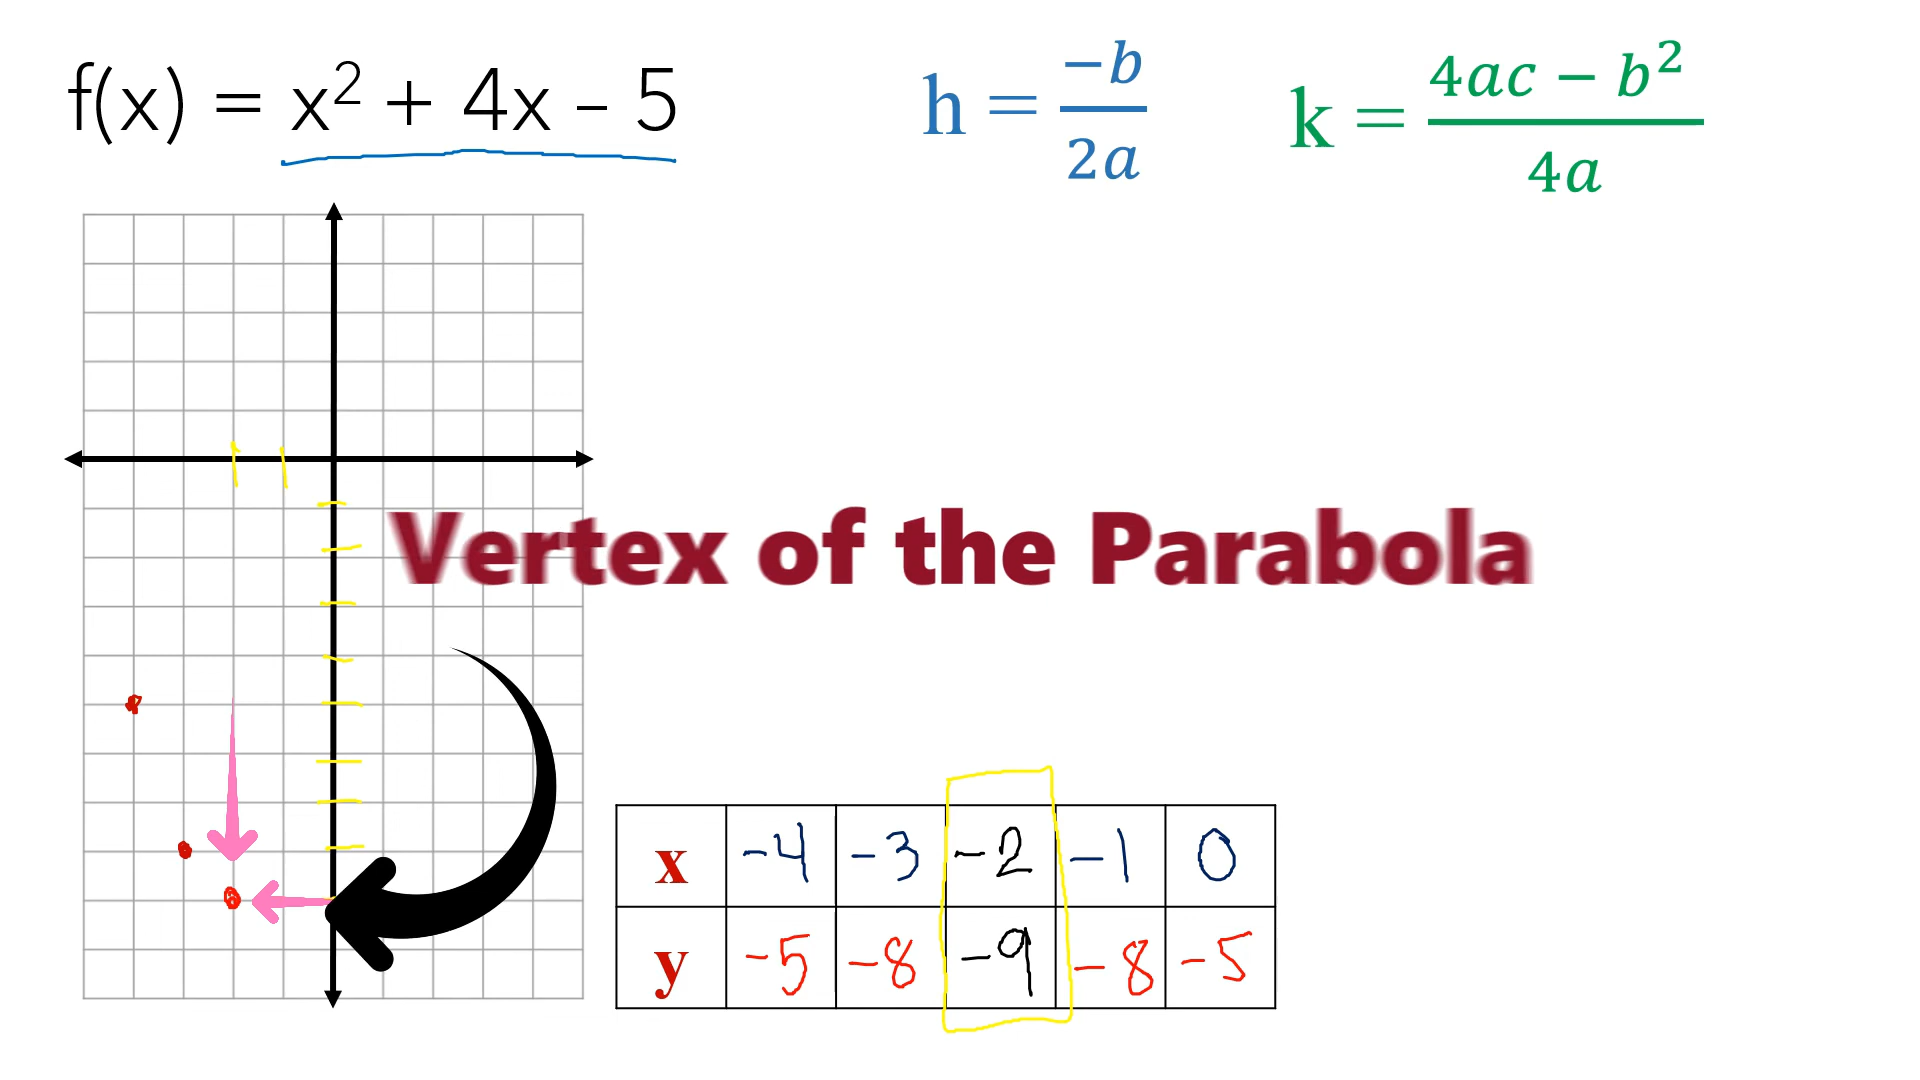 f(x) = x² + 4x - 5
h = −b / 2a
k = 4ac − b² / 4a
Vertex of the Parabola
x -4 -3 -2 -1 0
y -5 -8 -9 -8 -5